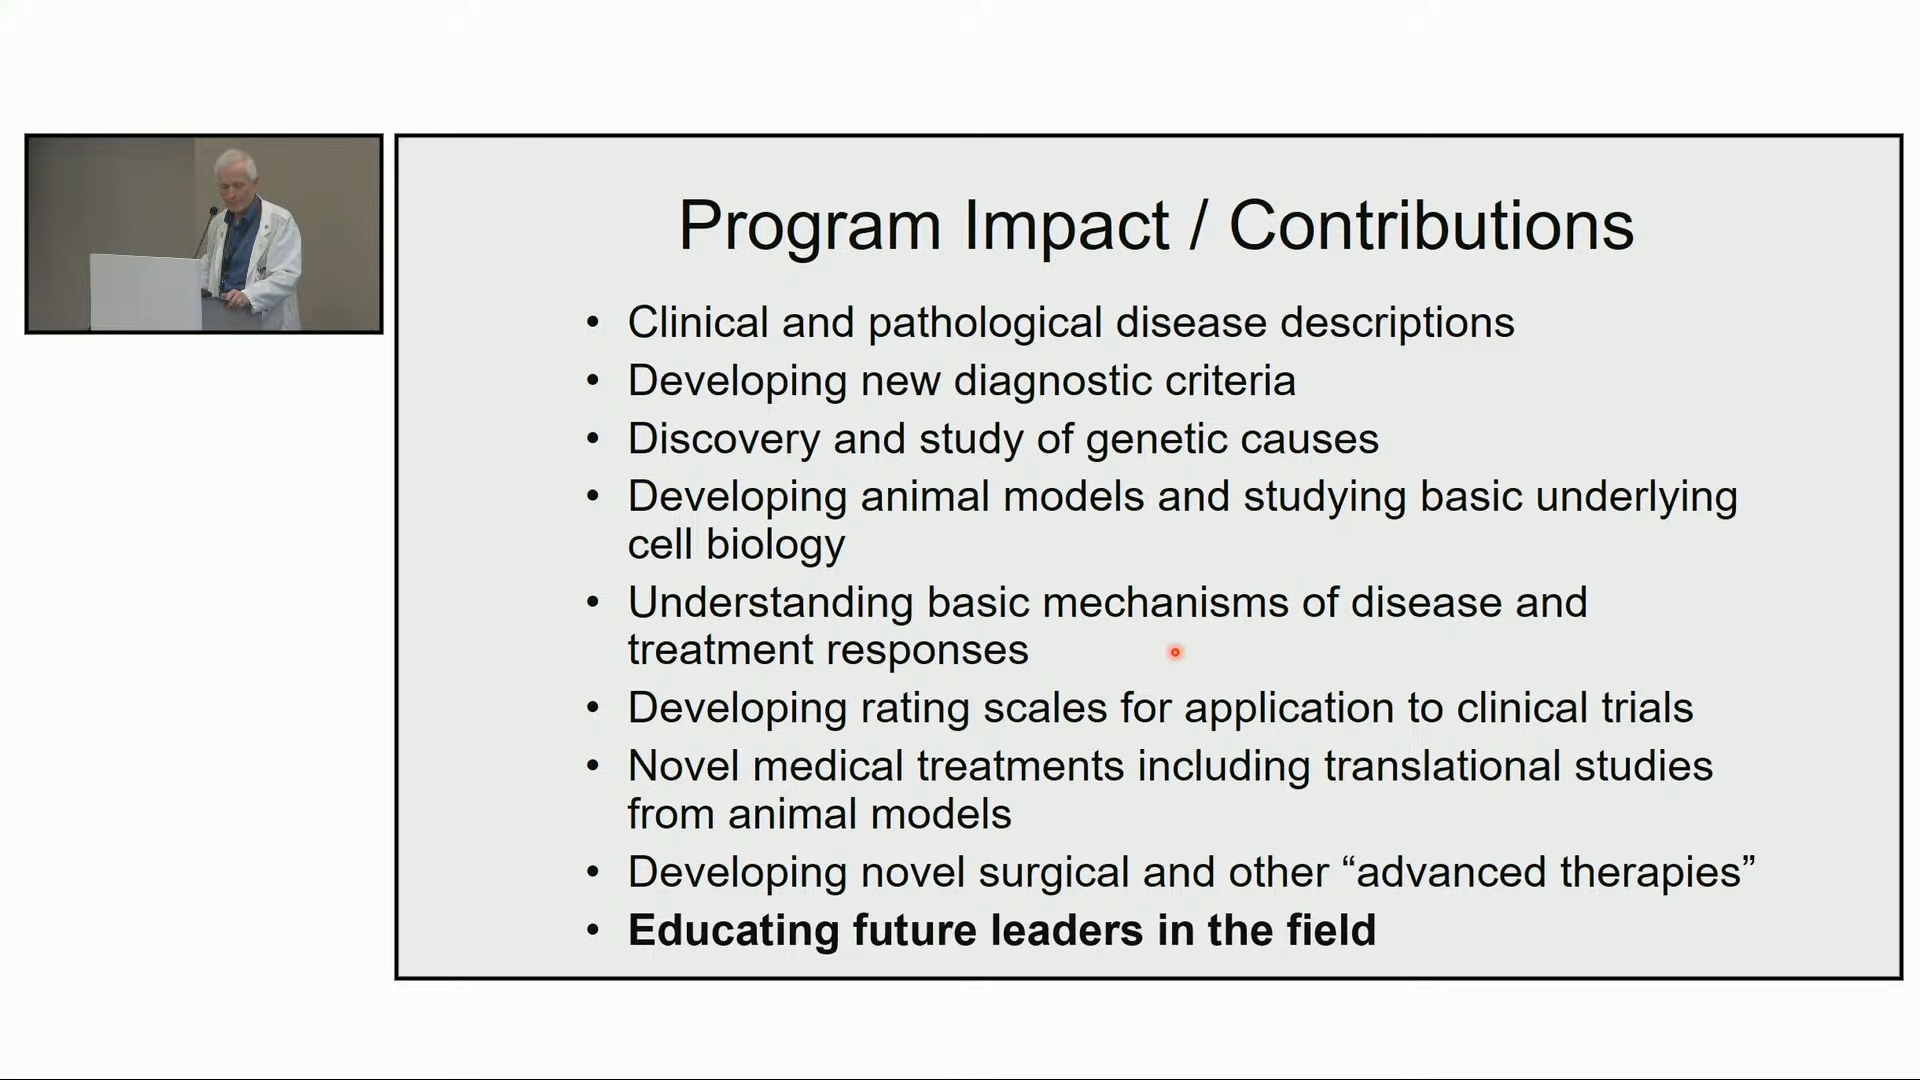 Program Impact / Contributions
• Clinical and pathological disease descriptions
• Developing new diagnostic criteria
• Discovery and study of genetic causes
• Developing animal models and studying basic underlying
cell biology
• Understanding basic mechanisms of disease and
treatment responses
• Developing rating scales for application to clinical trials
• Novel medical treatments including translational studies
from animal models
• Developing novel surgical and other “advanced therapies”
• Educating future leaders in the field